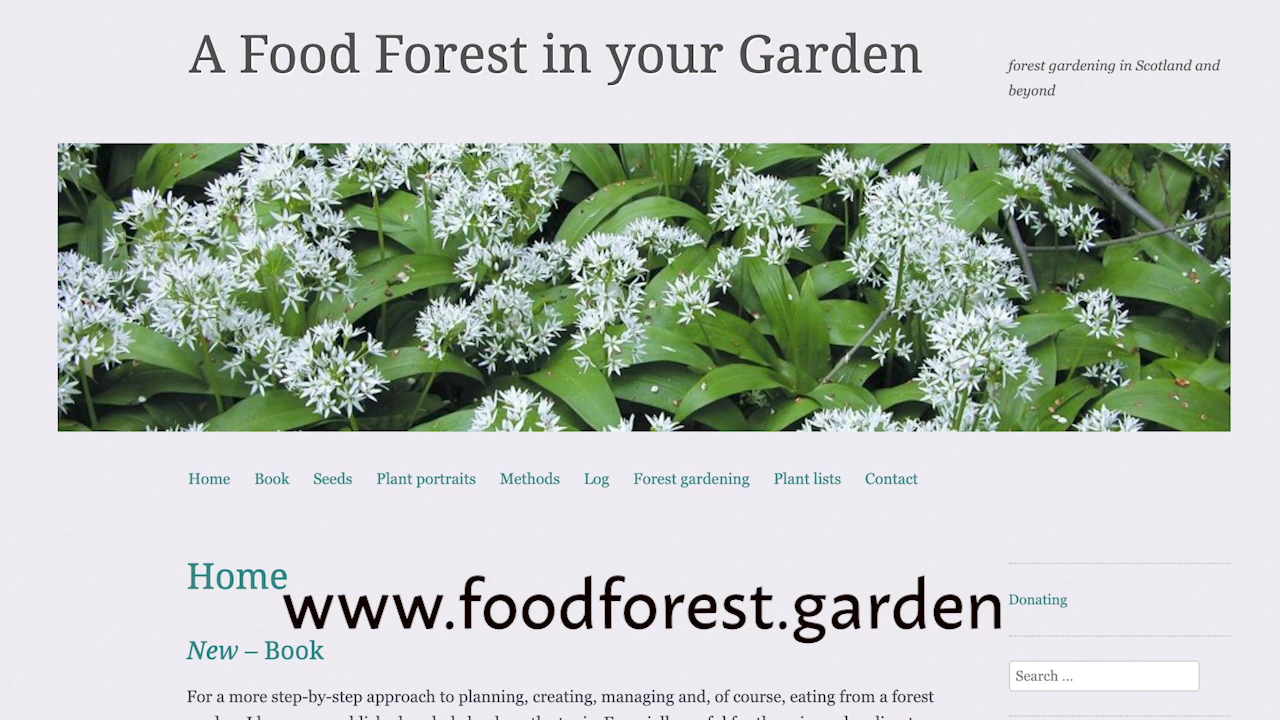 A Food Forest in your Garden
forest gardening in Scotland and
beyond
Home Book Seeds Plant portraits Methods Log Forest gardening Plant lists Contact
Home
www.foodforest.garden
Donating
New – Book
Search ...
For a more step-by-step approach to planning, creating, managing and, of course, eating from a forest